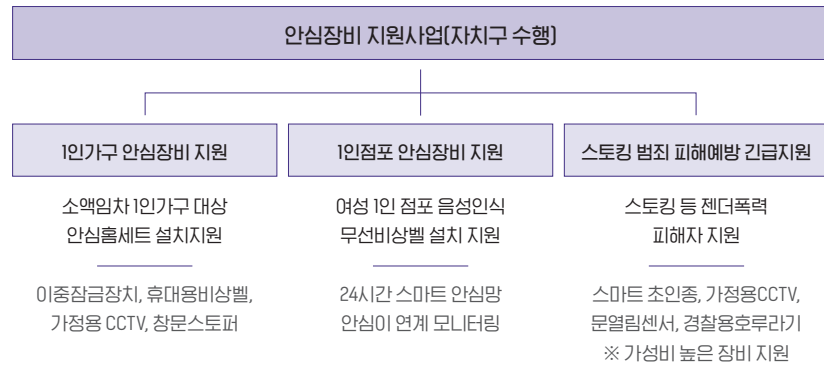 안심장비 지원사업(자치구 수행)
1인가구 안심장비 지원
소액임차 1인가구 대상
안심홈세트 설치지원
이중잠금장치, 휴대용비상벨,
가정용 CCTV, 창문스토퍼
1인점포 안심장비 지원
여성 1인 점포 음성인식
무선비상벨 설치 지원
24시간 스마트 안심망
안심이 연계 모니터링
스토킹 범죄 피해예방 긴급지원
스토킹 등 젠더폭력
피해자 지원
스마트 초인종, 가정용CCTV,
문열림센서, 경찰용호루라기
※ 가성비 높은 장비 지원